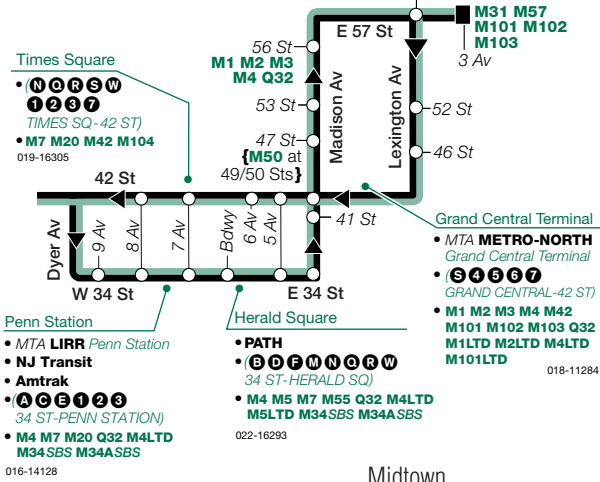 M31 M57
M101 M102
M103
3 Av
E 57 St
56 St
M1 M2 M3
M4 Q32
53 St
47 St
{M50 at
49/50 Sts}
Madison Av
Lexington Av
52 St
46 St
Times Square
• (N Q R S W
1 2 3 7
TIMES SQ-42 ST)
• M7 M20 M42 M104
019-16305
42 St
41 St
Dyer Av
9 Av
8 Av
7 Av
Bdwy
6 Av
5 Av
W 34 St
E 34 St
Grand Central Terminal
• MTA METRO-NORTH
Grand Central Terminal
• (S 4 5 6 7
GRAND CENTRAL-42 ST)
• M1 M2 M3 M4 M42
M101 M102 M103 Q32
M1LTD M2LTD M4LTD
M101LTD
018-11284
Penn Station
• MTA LIRR Penn Station
• NJ Transit
• Amtrak
• (A C E 1 2 3
34 ST-PENN STATION)
• M4 M7 M20 Q32 M4LTD
M34SBS M34ASBS
016-14128
Herald Square
• PATH
• (B D F M N Q R W
34 ST-HERALD SQ)
• M4 M5 M7 M55 Q32 M4LTD
M5LTD M34SBS M34ASBS
022-16293
Midtown